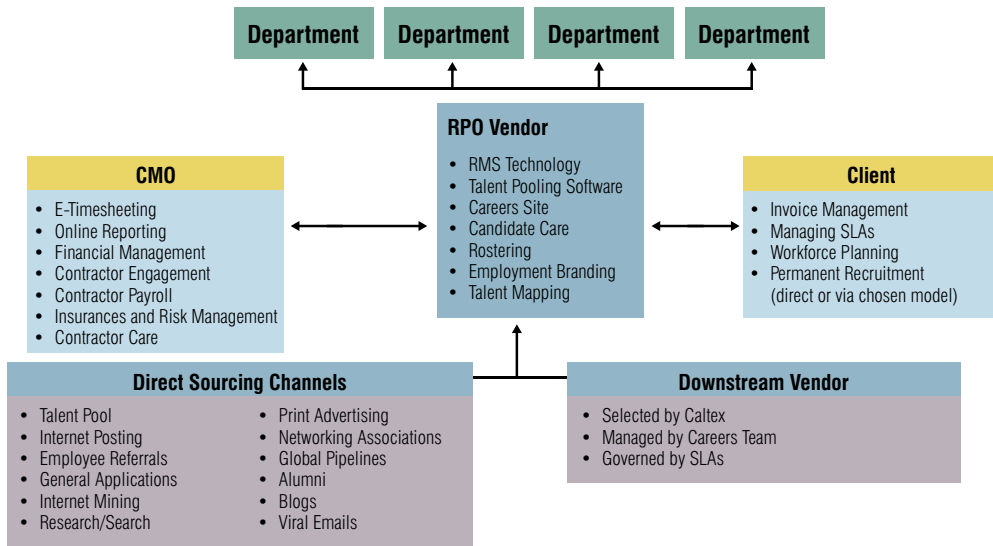 Department
Department
Department
Department
RPO Vendor
• RMS Technology
• Talent Pooling Software
• Careers Site
• Candidate Care
• Rostering
• Employment Branding
• Talent Mapping
CMO
• E-Timesheeting
• Online Reporting
• Financial Management
• Contractor Engagement
• Contractor Payroll
• Insurances and Risk Management
• Contractor Care
Client
• Invoice Management
• Managing SLAs
• Workforce Planning
• Permanent Recruitment
(direct or via chosen model)
Direct Sourcing Channels
• Talent Pool
• Internet Posting
• Employee Referrals
• General Applications
• Internet Mining
• Research/Search
• Print Advertising
• Networking Associations
• Global Pipelines
• Alumni
• Blogs
• Viral Emails
Downstream Vendor
• Selected by Caltex
• Managed by Careers Team
• Governed by SLAs